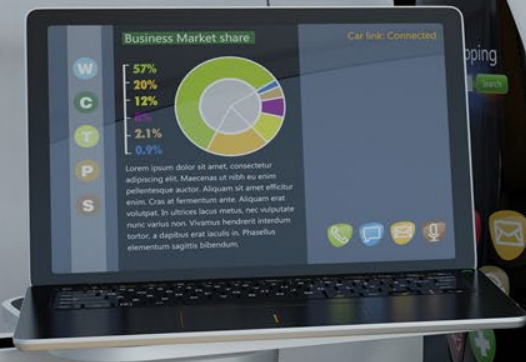 Business Market share
Car link: Connected
W
C
T
P
S
57%
20%
12%
8%
2.1%
0.9%
Lorem ipsum dolor sit amet, consectetur
adipiscing elit. Maecenas ut nibh eu enim
pellentesque auctor. Aliquam sit amet efficitur
enim. Cras at fermentum ante. Aliquam erat
volutpat. In ultrices lacus metus, nec vulputate
nunc varius non. Vivamus hendrerit interdum
tortor, a dapibus erat iaculis in. Phasellus
elementum sagittis bibendum.
pping
Search